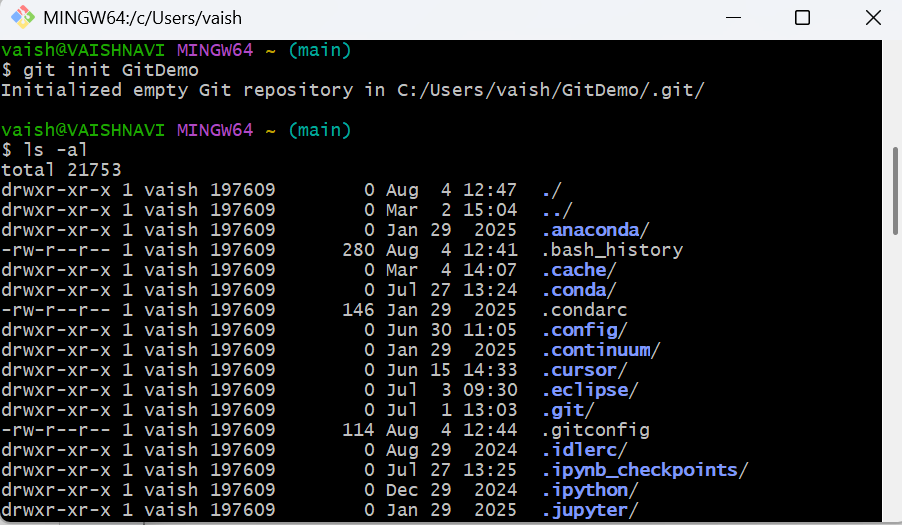 MINGW64:/c/Users/vaish
vaish@VAISHNAVI MINGW64 ~ (main)
$ git init GitDemo
Initialized empty Git repository in C:/Users/vaish/GitDemo/.git/
vaish@VAISHNAVI MINGW64 ~ (main)
$ ls -al
total 21753
drwxr-xr-x 1 vaish 197609        0 Aug  4 12:47  ./
drwxr-xr-x 1 vaish 197609        0 Mar  2 15:04  ../
drwxr-xr-x 1 vaish 197609        0 Jan 29  2025  .anaconda/
-rw-r--r-- 1 vaish 197609      280 Aug  4 12:41  .bash_history
drwxr-xr-x 1 vaish 197609        0 Mar  4 14:07  .cache/
drwxr-xr-x 1 vaish 197609        0 Jul 27 13:24  .conda/
-rw-r--r-- 1 vaish 197609      146 Jan 29  2025  .condarc
drwxr-xr-x 1 vaish 197609        0 Jun 30 11:05  .config/
drwxr-xr-x 1 vaish 197609        0 Jan 29  2025  .continuum/
drwxr-xr-x 1 vaish 197609        0 Jun 15 14:33  .cursor/
drwxr-xr-x 1 vaish 197609        0 Jul  3 09:30  .eclipse/
drwxr-xr-x 1 vaish 197609        0 Jul  1 13:03  .git/
-rw-r--r-- 1 vaish 197609      114 Aug  4 12:44  .gitconfig
drwxr-xr-x 1 vaish 197609        0 Aug 29  2024  .idlerc/
drwxr-xr-x 1 vaish 197609        0 Jul 27 13:25  .ipynb_checkpoints/
drwxr-xr-x 1 vaish 197609        0 Dec 29  2024  .ipython/
drwxr-xr-x 1 vaish 197609        0 Jan 29  2025  .jupyter/